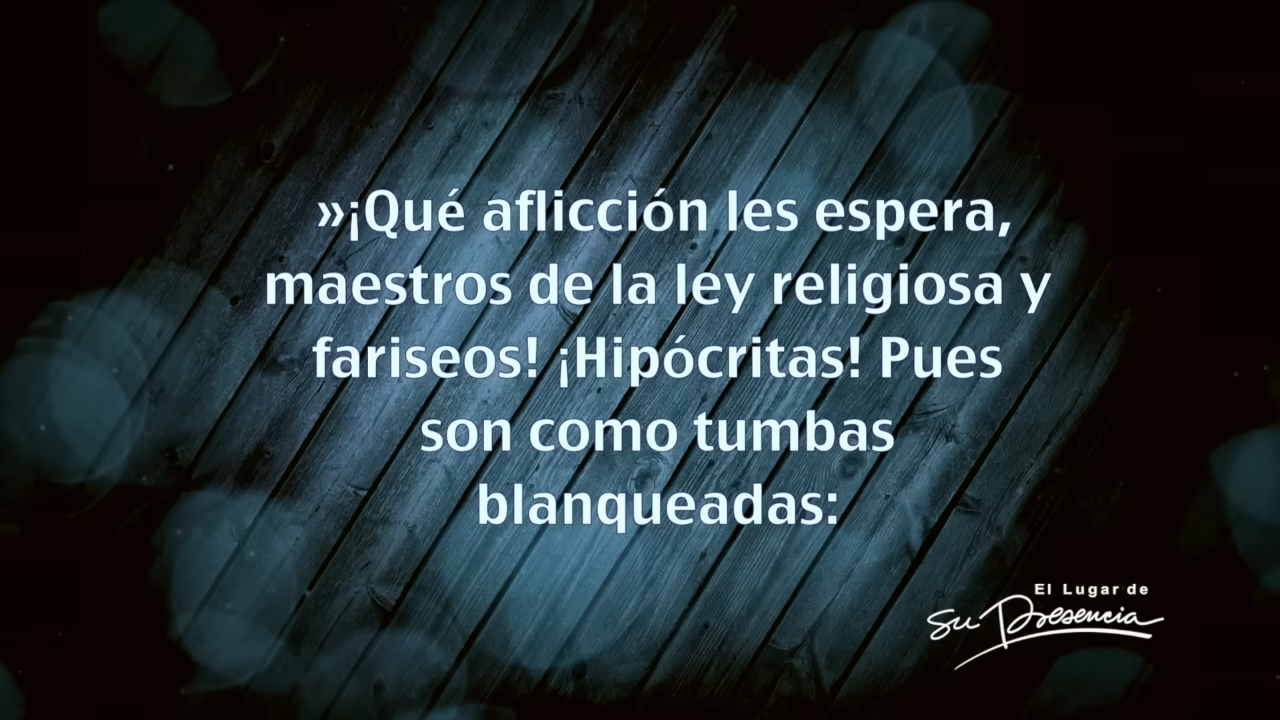 »¡Qué aflicción les espera,
maestros de la ley religiosa y
fariseos! ¡Hipócritas! Pues
son como tumbas
blanqueadas:
El Lugar de
Su Presencia